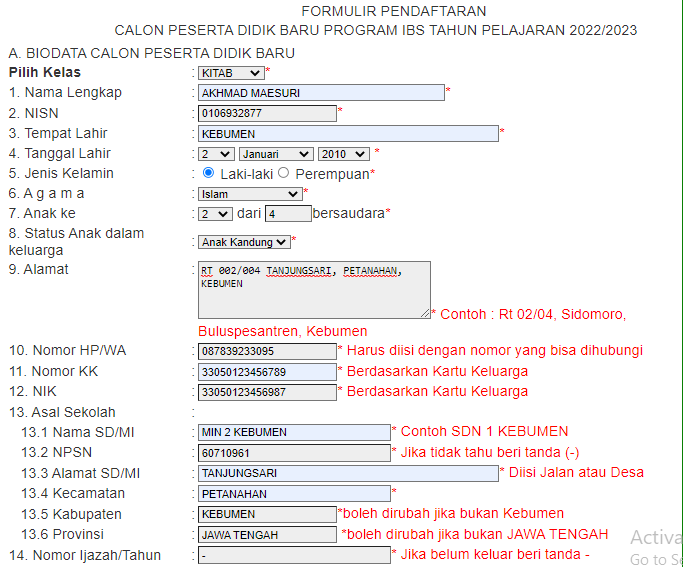 FORMULIR PENDAFTARAN
CALON PESERTA DIDIK BARU PROGRAM IBS TAHUN PELAJARAN 2022/2023
A. BIODATA CALON PESERTA DIDIK BARU
Pilih Kelas : KITAB *
1. Nama Lengkap : AKHMAD MAESURI *
2. NISN : 0106932877 *
3. Tempat Lahir : KEBUMEN *
4. Tanggal Lahir : 2 Januari 2010 *
5. Jenis Kelamin : Laki-laki Perempuan*
6. A g a m a : Islam *
7. Anak ke : 2 dari 4 bersaudara*
8. Status Anak dalam
keluarga : Anak Kandung *
9. Alamat : RT 002/004 TANJUNGSARI, PETANAHAN,
KEBUMEN
* Contoh : Rt 02/04, Sidomoro,
Buluspesantren, Kebumen
10. Nomor HP/WA : 087839233095 * Harus diisi dengan nomor yang bisa dihubungi
11. Nomor KK : 33050123456789 * Berdasarkan Kartu Keluarga
12. NIK : 33050123456987 * Berdasarkan Kartu Keluarga
13. Asal Sekolah :
13.1 Nama SD/MI : MIN 2 KEBUMEN * Contoh SDN 1 KEBUMEN
13.2 NPSN : 60710961 * Jika tidak tahu beri tanda (-)
13.3 Alamat SD/MI : TANJUNGSARI * Diisi Jalan atau Desa
13.4 Kecamatan : PETANAHAN *
13.5 Kabupaten : KEBUMEN *boleh dirubah jika bukan Kebumen
13.6 Provinsi : JAWA TENGAH *boleh dirubah jika bukan JAWA TENGAH
14. Nomor Ijazah/Tahun : - * Jika belum keluar beri tanda -
Activa
Go to Se